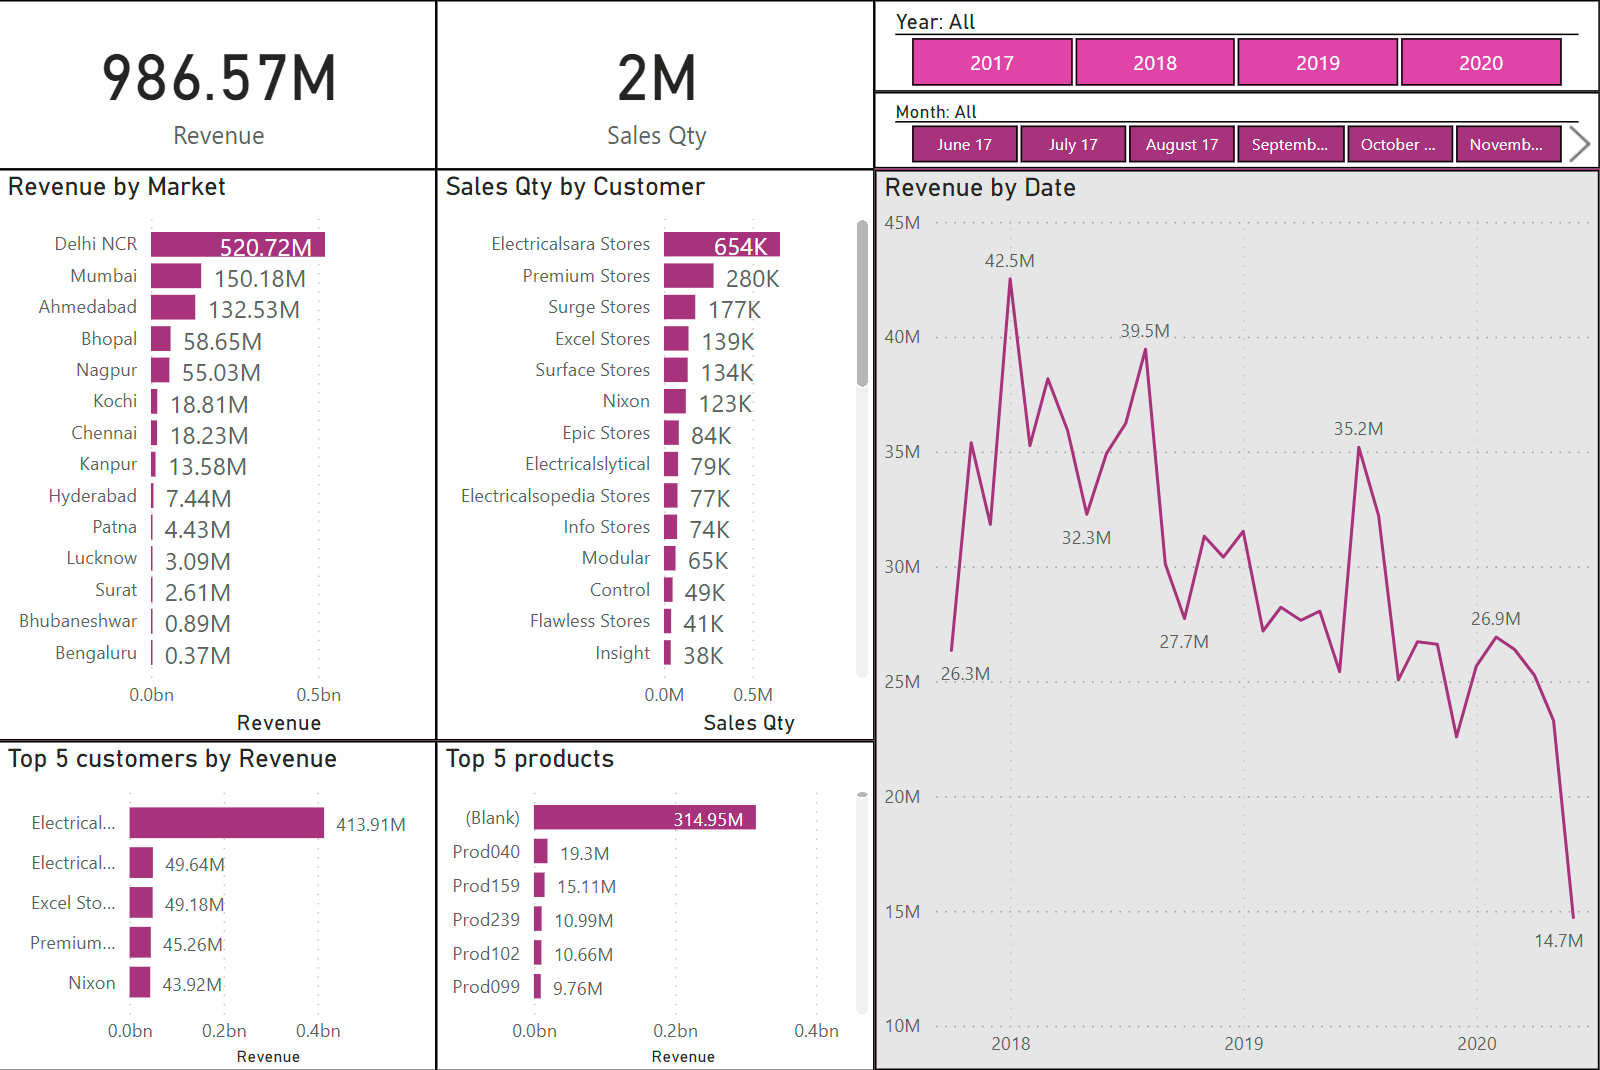 986.57M
Revenue
2M
Sales Qty
Year: All
2017 2018 2019 2020
Month: All
June 17 July 17 August 17 Septemb... October ... Novemb...
Revenue by Market
Delhi NCR 520.72M
Mumbai 150.18M
Ahmedabad 132.53M
Bhopal 58.65M
Nagpur 55.03M
Kochi 18.81M
Chennai 18.23M
Kanpur 13.58M
Hyderabad 7.44M
Patna 4.43M
Lucknow 3.09M
Surat 2.61M
Bhubaneshwar 0.89M
Bengaluru 0.37M
0.0bn 0.5bn
Revenue
Sales Qty by Customer
Electricalsara Stores 654K
Premium Stores 280K
Surge Stores 177K
Excel Stores 139K
Surface Stores 134K
Nixon 123K
Epic Stores 84K
Electricalslytical 79K
Electricalsopedia Stores 77K
Info Stores 74K
Modular 65K
Control 49K
Flawless Stores 41K
Insight 38K
0.0M 0.5M
Sales Qty
Revenue by Date
45M
42.5M
40M
39.5M
35M
35.2M
32.3M
30M
27.7M
26.9M
26.3M
25M
20M
15M
14.7M
10M
2018 2019 2020
Top 5 customers by Revenue
Electrical... 413.91M
Electrical... 49.64M
Excel Sto... 49.18M
Premium... 45.26M
Nixon 43.92M
0.0bn 0.2bn 0.4bn
Revenue
Top 5 products
(Blank) 314.95M
Prod040 19.3M
Prod159 15.11M
Prod239 10.99M
Prod102 10.66M
Prod099 9.76M
0.0bn 0.2bn 0.4bn
Revenue